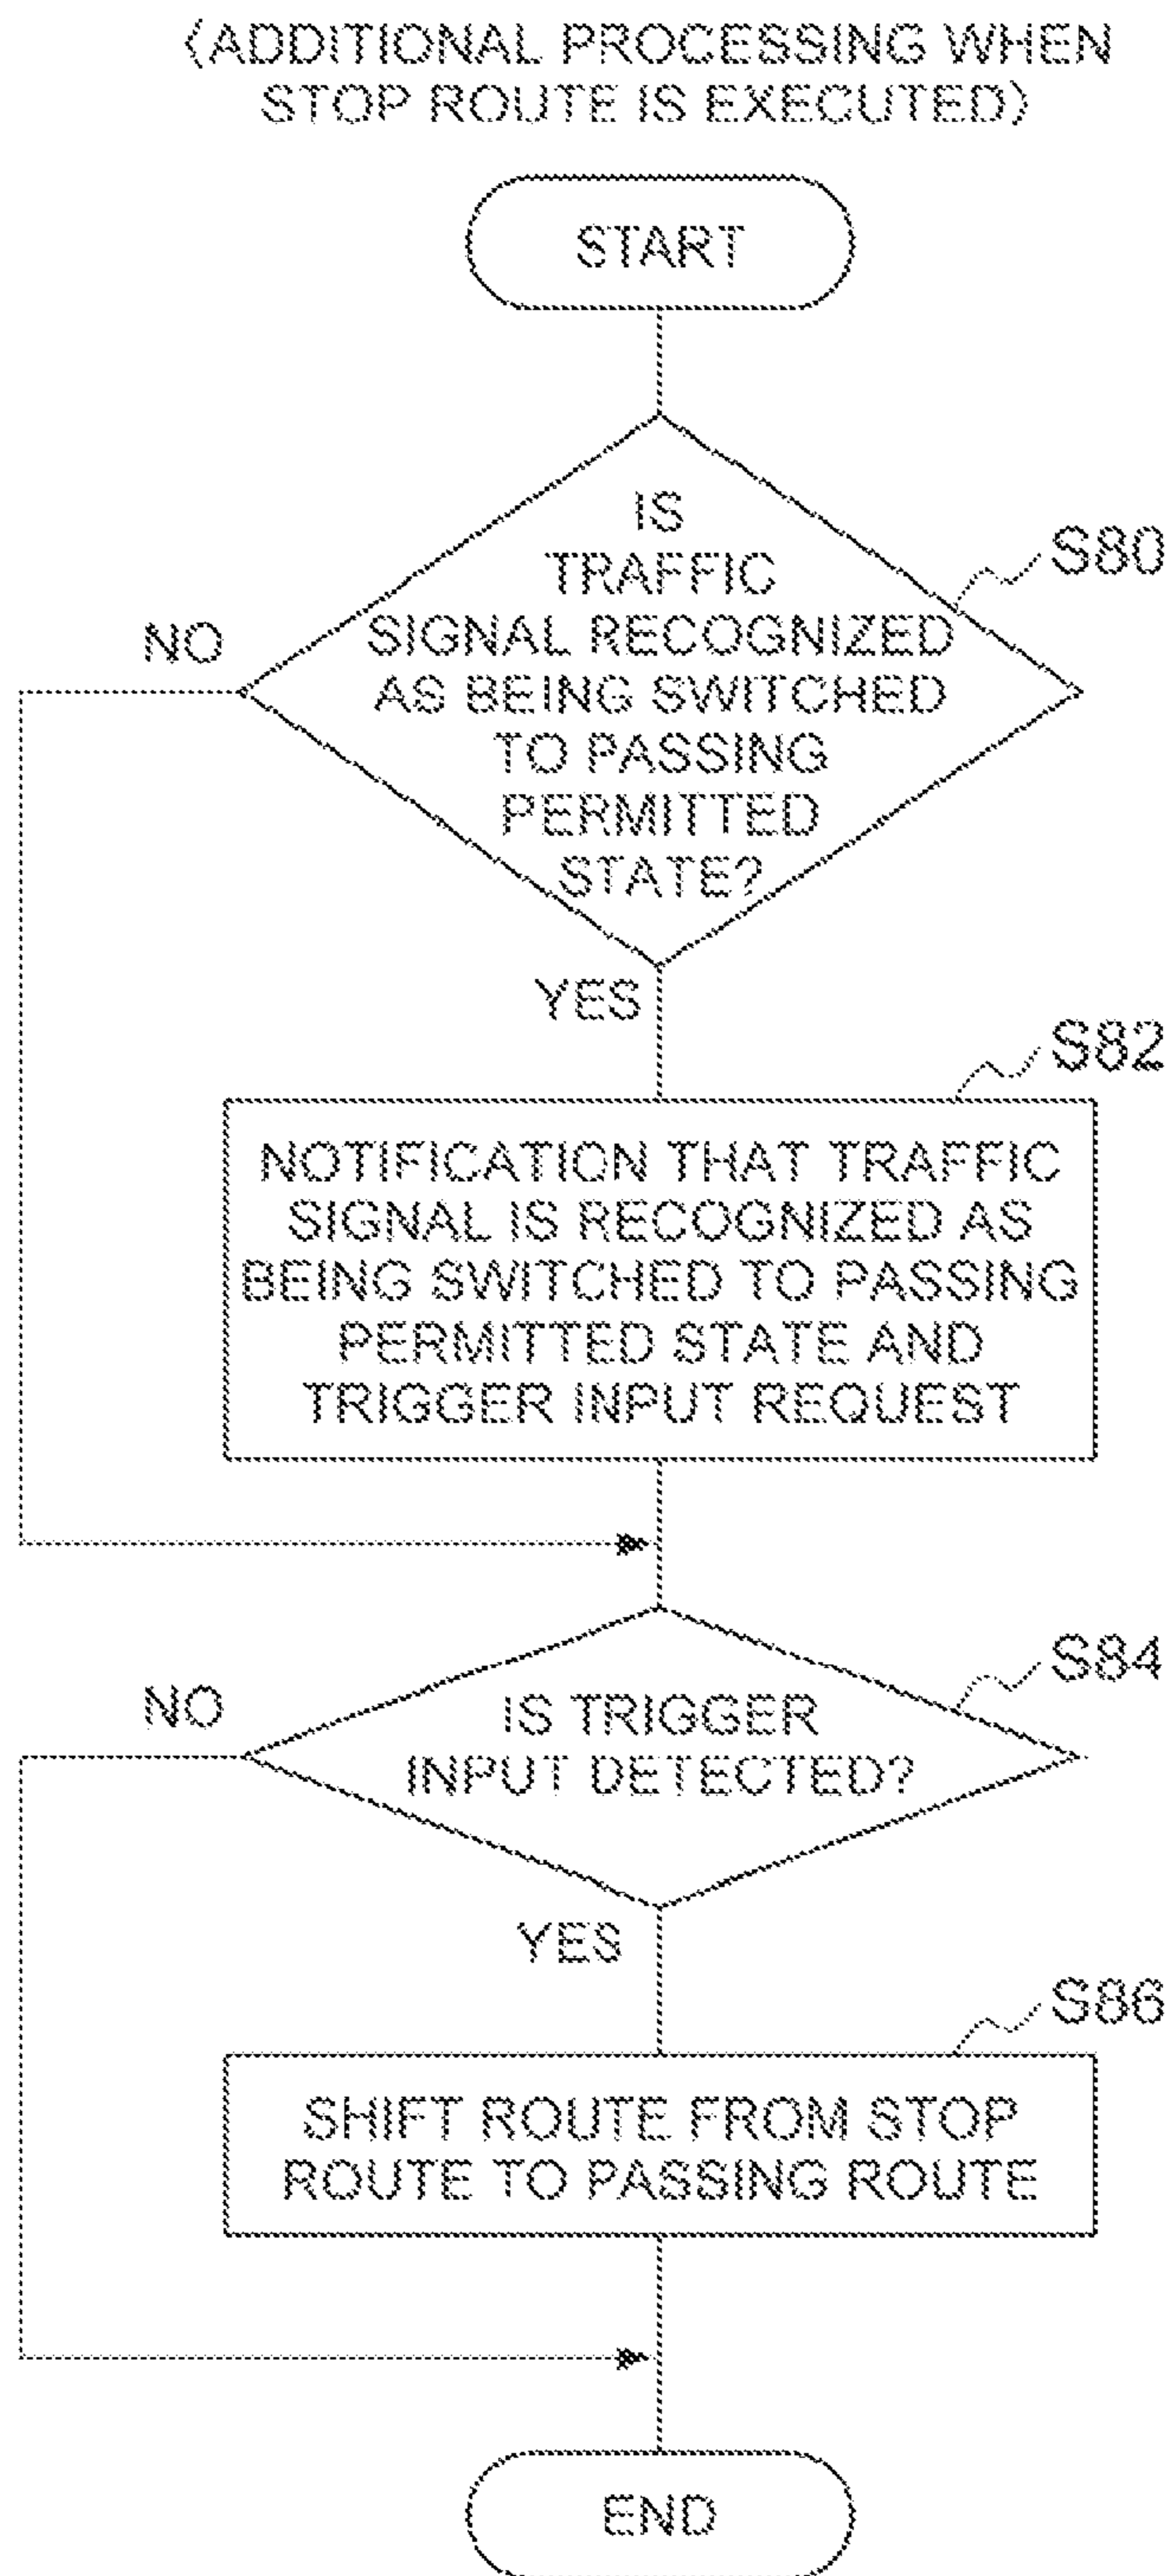 〈ADDITIONAL PROCESSING WHEN
STOP ROUTE IS EXECUTED〉
START
IS
TRAFFIC
SIGNAL RECOGNIZED
AS BEING SWITCHED
TO PASSING
PERMITTED
STATE?
S80
NO
YES
S82
NOTIFICATION THAT TRAFFIC
SIGNAL IS RECOGNIZED AS
BEING SWITCHED TO PASSING
PERMITTED STATE AND
TRIGGER INPUT REQUEST
S84
NO
IS TRIGGER
INPUT DETECTED?
YES
S86
SHIFT ROUTE FROM STOP
ROUTE TO PASSING ROUTE
END